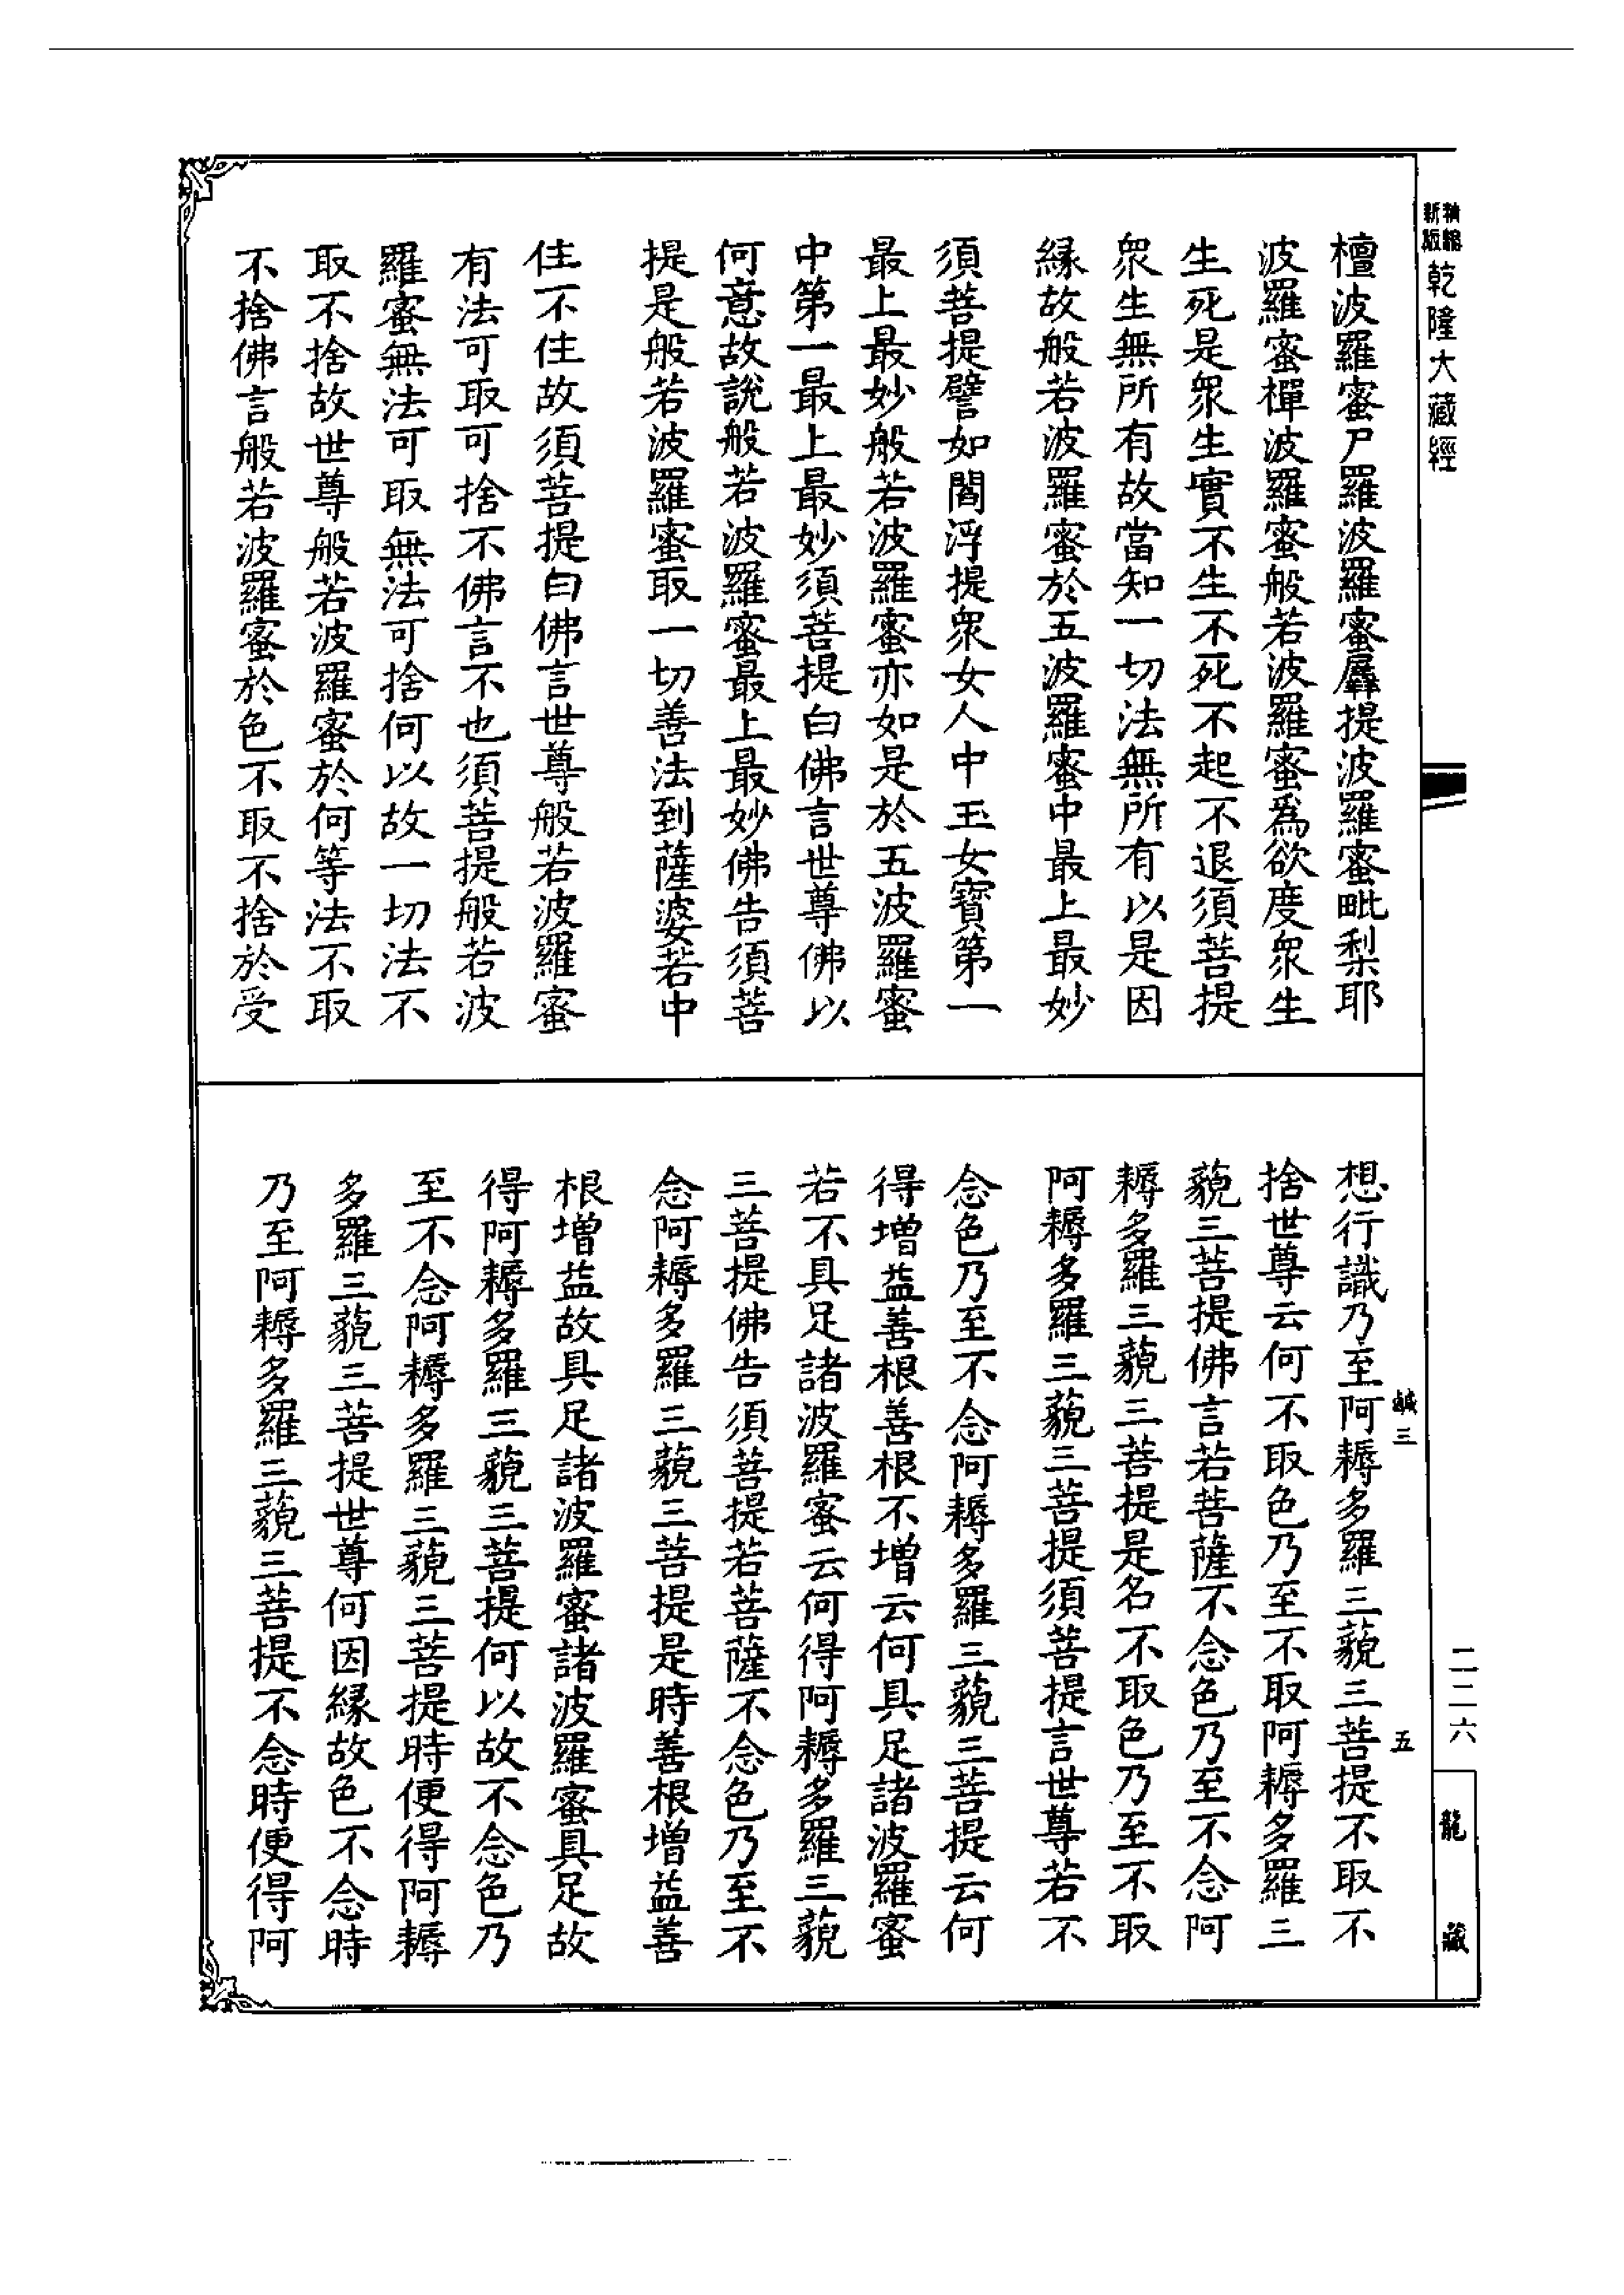 新版精縮乾隆大藏經
檀波羅蜜尸羅波羅蜜羼提波羅蜜毗梨耶
波羅蜜禪波羅蜜般若波羅蜜爲欲度衆生
生死是衆生實不生不死不起不退須菩提
衆生無所有故當知一切法無所有以是因
縁故般若波羅蜜於五波羅蜜中最上最妙
須菩提譬如閻浮提衆女人中玉女寶第一
最上最妙般若波羅蜜亦如是於五波羅蜜
中第一最上最妙須菩提白佛言世尊佛以
何意故說般若波羅蜜最上最妙佛告須菩
提是般若波羅蜜取一切善法到薩婆若中
住不住故須菩提白佛言世尊般若波羅蜜
有法可取可捨不佛言不也須菩提般若波
羅蜜無法可取無法可捨何以故一切法不
取不捨故世尊般若波羅蜜於何等法不取
不捨佛言般若波羅蜜於色不取不捨於受
想行識乃至阿耨多羅三藐三菩提不取不
捨世尊云何不取色乃至不取阿耨多羅三
藐三菩提佛言若菩薩不念色乃至不念阿
耨多羅三藐三菩提是名不取色乃至不取
阿耨多羅三藐三菩提須菩提言世尊若不
念色乃至不念阿耨多羅三藐三菩提云何
得增益善根善根不增云何具足諸波羅蜜
若不具足諸波羅蜜云何得阿耨多羅三藐
三菩提佛告須菩提若菩薩不念色乃至不
念阿耨多羅三藐三菩提是時善根增益善
根增益故具足諸波羅蜜諸波羅蜜具足故
得阿耨多羅三藐三菩提何以故不念色乃
至不念阿耨多羅三藐三菩提時便得阿耨
多羅三藐三菩提世尊何因縁故色不念時
乃至阿耨多羅三藐三菩提不念時便得阿
鹹三
五
二二六
龍藏